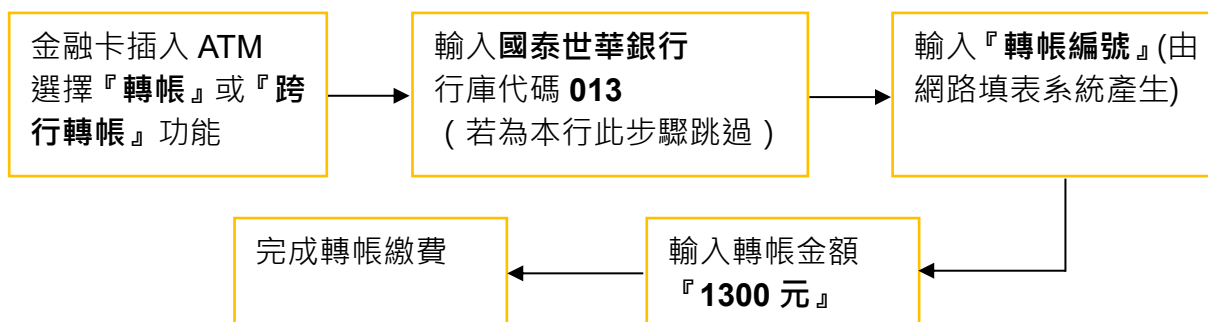 金融卡插入 ATM
選擇『轉帳』或『跨
行轉帳』功能
輸入國泰世華銀行
行庫代碼 013
（若為本行此步驟跳過）
輸入『轉帳編號』(由
網路填表系統產生)
輸入轉帳金額
『1300 元』
完成轉帳繳費